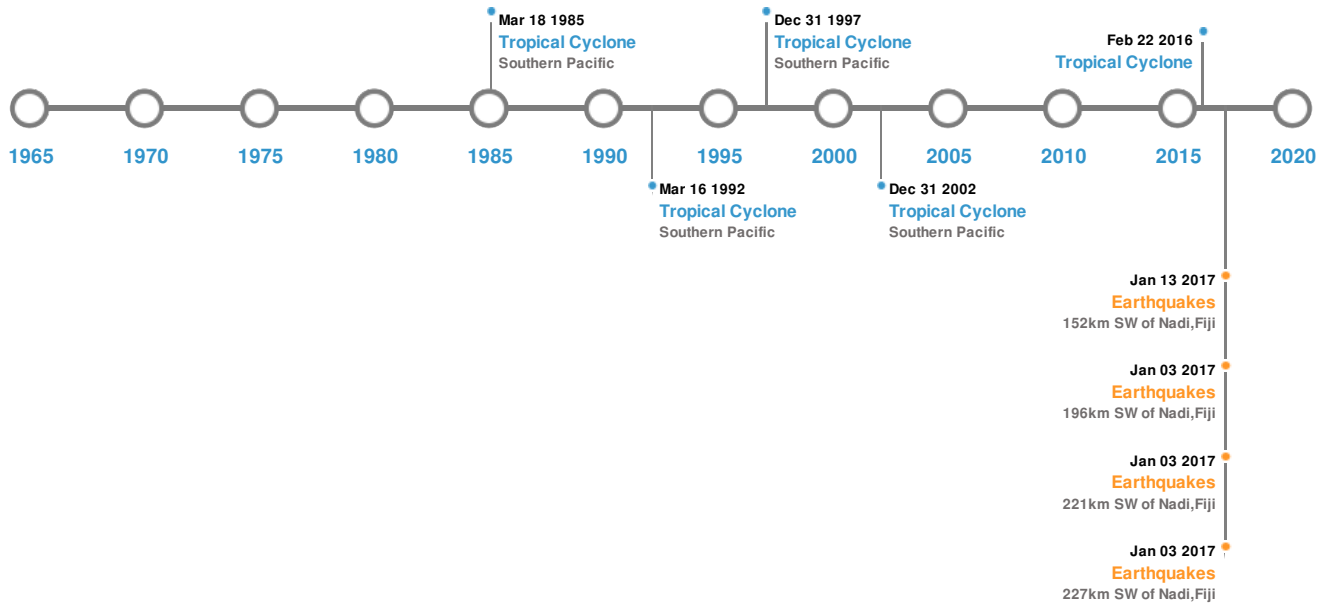 Mar 18 1985
Tropical Cyclone
Southern Pacific
Dec 31 1997
Tropical Cyclone
Southern Pacific
Feb 22 2016
Tropical Cyclone
1965 1970 1975 1980 1985 1990 1995 2000 2005 2010 2015 2020
Mar 16 1992
Tropical Cyclone
Southern Pacific
Dec 31 2002
Tropical Cyclone
Southern Pacific
Jan 13 2017
Earthquakes
152km SW of Nadi,Fiji
Jan 03 2017
Earthquakes
196km SW of Nadi,Fiji
Jan 03 2017
Earthquakes
221km SW of Nadi,Fiji
Jan 03 2017
Earthquakes
227km SW of Nadi,Fiji